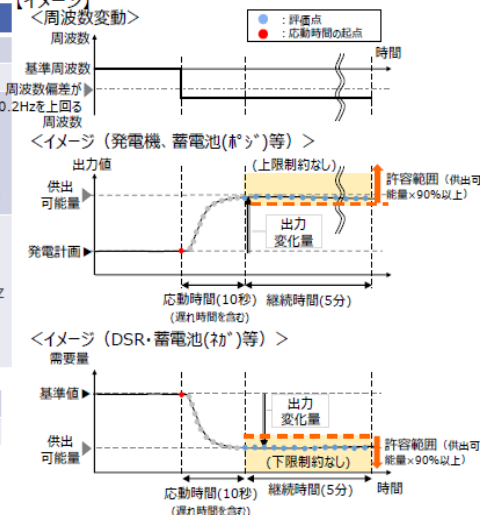 【イメージ】
＜周波数変動＞
：評価点
：応動時間の起点
周波数
時間
基準周波数
周波数偏差が
0.2Hzを上回る
周波数
＜イメージ（発電機、蓄電池(ﾎﾟｼﾞ)等）＞
出力値
(上限制約なし)
供出
可能量
許容範囲（供出可
能量×90%以上）
出力
変化量
発電計画
応動時間(10秒)
継続時間(5分)
(遅れ時間を含む)
＜イメージ（DSR・蓄電池(ﾈｶﾞ)等）＞
需要量
基準値
出力
変化量
供出
可能量
許容範囲（供出可
能量×90%以上）
(下限制約なし)
応動時間(10秒)
継続時間(5分)
時間
(遅れ時間を含む)